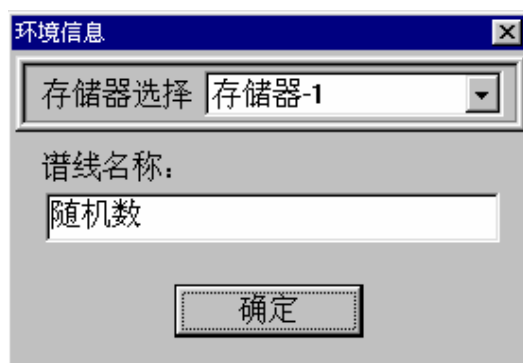 环境信息
存储器选择 存储器-1
谱线名称：
随机数
确定